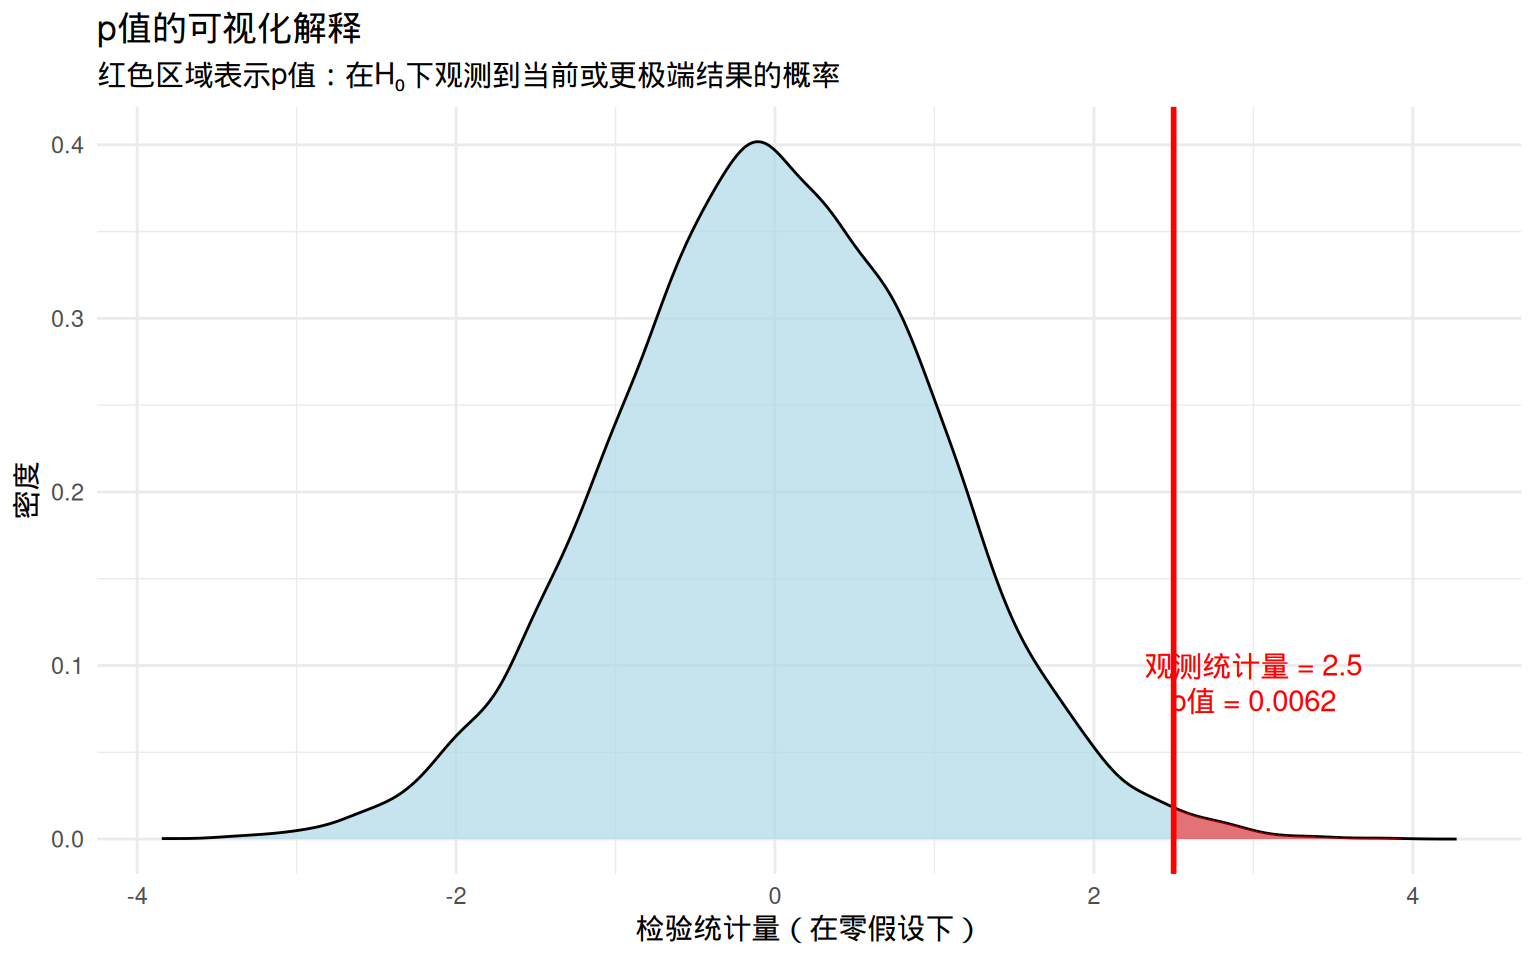 p值的可视化解释
红色区域表示p值：在H₀下观测到当前或更极端结果的概率
密度
0.4
0.3
0.2
0.1
0.0
观测统计量 = 2.5
p值 = 0.0062
-4 -2 0 2 4
检验统计量（在零假设下）